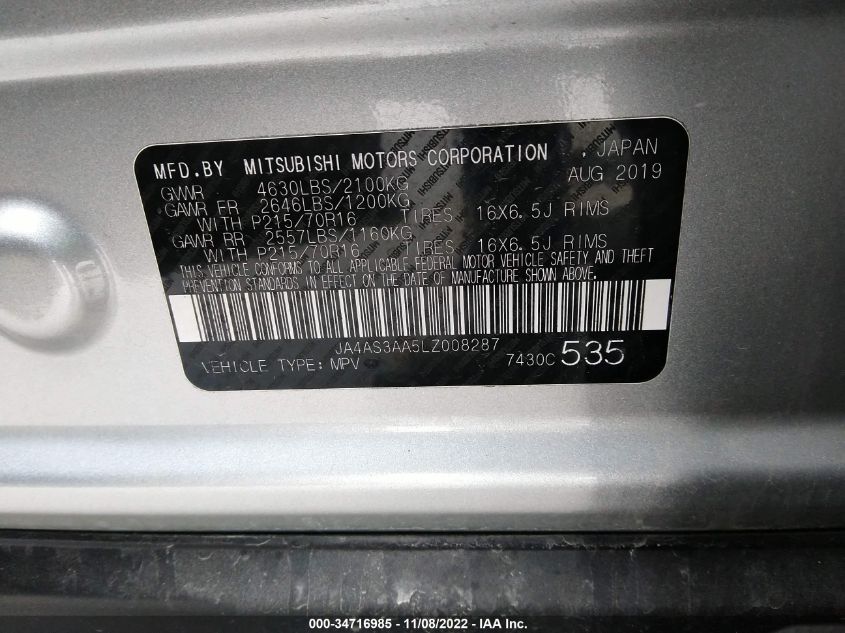 MFD.BY MITSUBISHI MOTORS CORPORATION , JAPAN
GVWR 4630LBS/2100KG AUG 2019
GAWR FR 2646LBS/1200KG
WITH P215/70R16 TIRES 16X6.5J RIMS
GAWR RR 2557LBS/1160KG
WITH P215/70R16 TIRES 16X6.5J RIMS
THIS VEHICLE CONFORMS TO ALL APPLICABLE FEDERAL MOTOR VEHICLE SAFETY AND THEFT
PREVENTION STANDARDS IN EFFECT ON THE DATE OF MANUFACTURE SHOWN ABOVE.
JA4AS3AA5LZ008287
VEHICLE TYPE: MPV 7430C 535
000-34716985 - 11/08/2022 - IAA Inc.